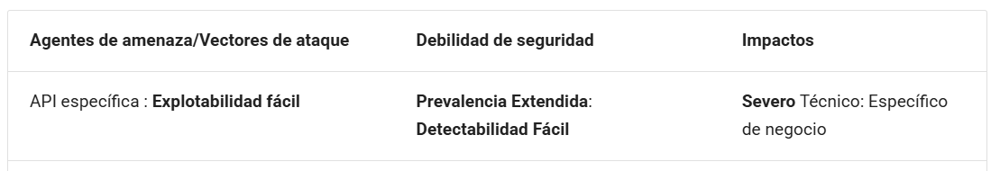 Agentes de amenaza/Vectores de ataque
Debilidad de seguridad
Impactos
API específica : Explotabilidad fácil
Prevalencia Extendida:
Detectabilidad Fácil
Severo Técnico: Específico
de negocio